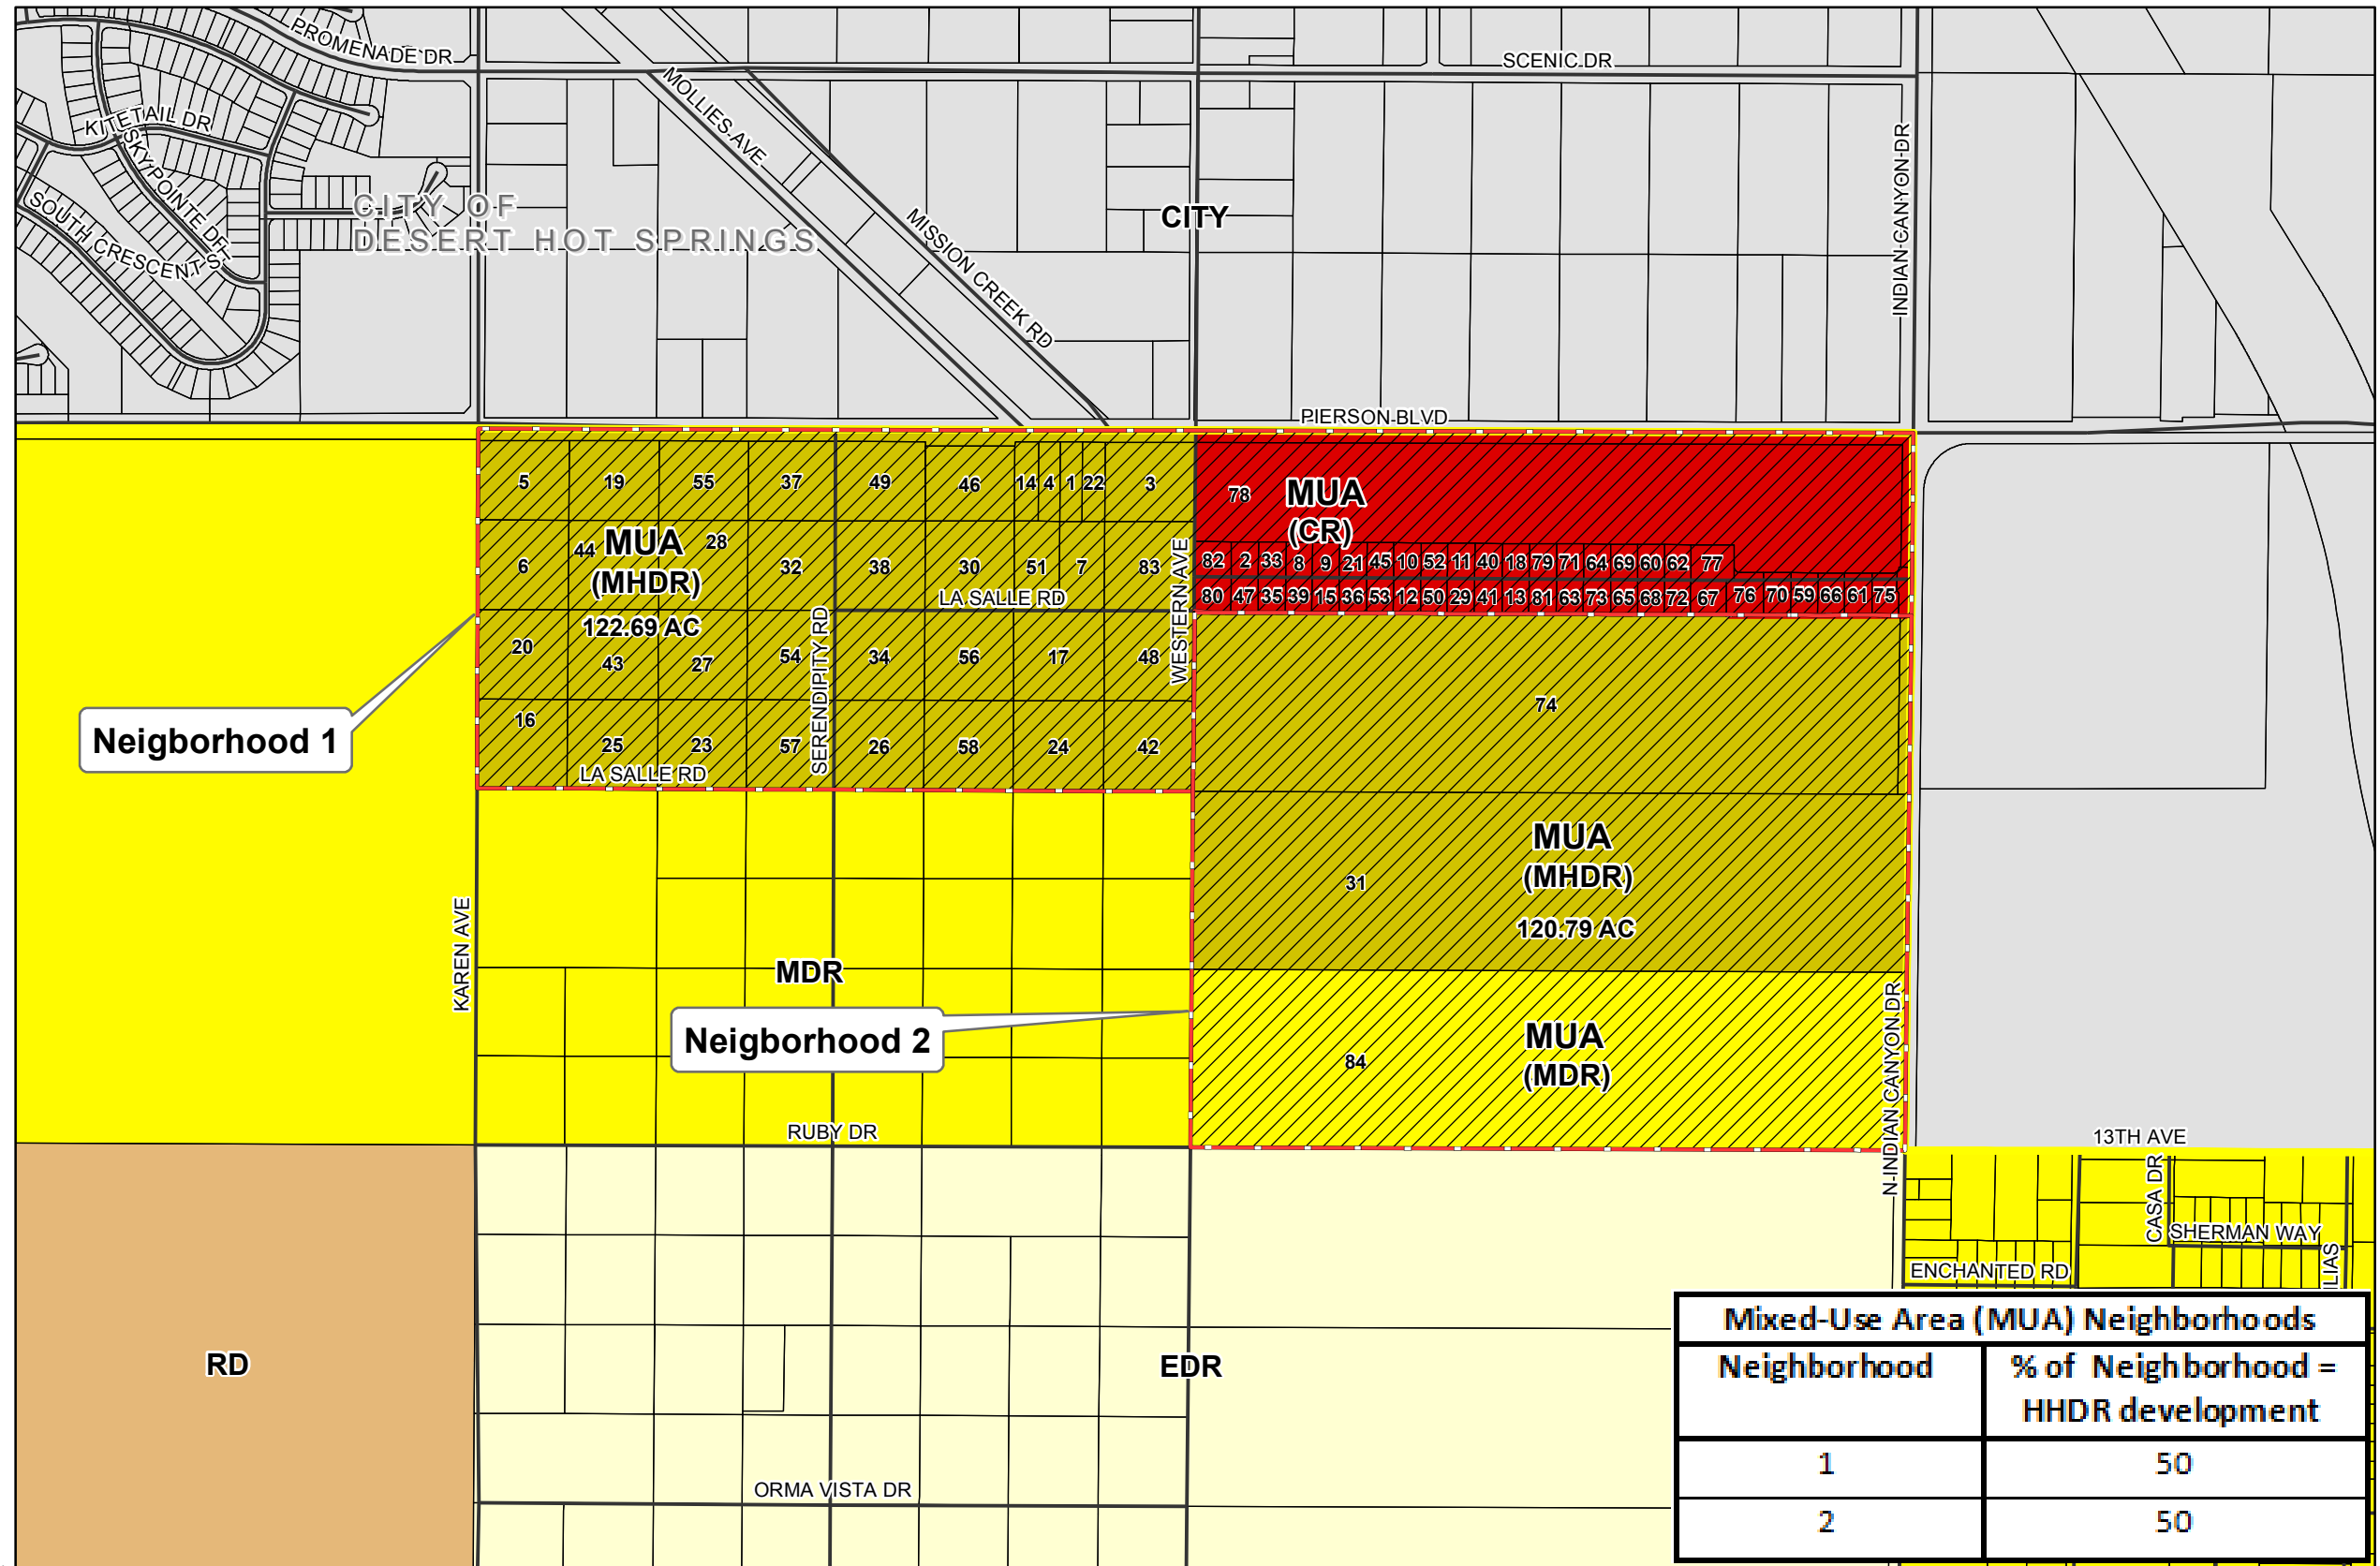 PROMENADE DR
SCENIC DR
MOLLIES AVE
KITETAIL DR
SKYPOINTE DR
SOUTH CRESCENT ST
CITY OF
DESERT HOT SPRINGS
MISSION CREEK RD
CITY
INDIAN CANYON DR
PIERSON BLVD
5 19 55 37 49 46 14 4 1 22 3
78
MUA
(CR)
6 44 28 32 38 30 51 7 83
MUA
(MHDR)
122.69 AC
LA SALLE RD
WESTERN AVE
82 2 33 8 9 21 45 10 52 11 40 18 79 71 64 69 60 62 77
80 47 35 39 15 36 53 12 50 29 41 13 81 63 73 65 68 72 67 76 70 59 66 61 75
20 43 27 54 34 56 17 48
SERENDIPITY RD
74
16 25 23 57 26 58 24 42
LA SALLE RD
Neigborhood 1
MUA
(MHDR)
31
120.79 AC
KAREN AVE
MDR
Neigborhood 2
MUA
(MDR)
84
N INDIAN CANYON DR
RUBY DR
13TH AVE
CASA DR
SHERMAN WAY
ENCHANTED RD
LIAS
RD
EDR
ORMA VISTA DR
Mixed-Use Area (MUA) Neighborhoods
Neighborhood
% of Neighborhood =
HHDR development
1 50
2 50